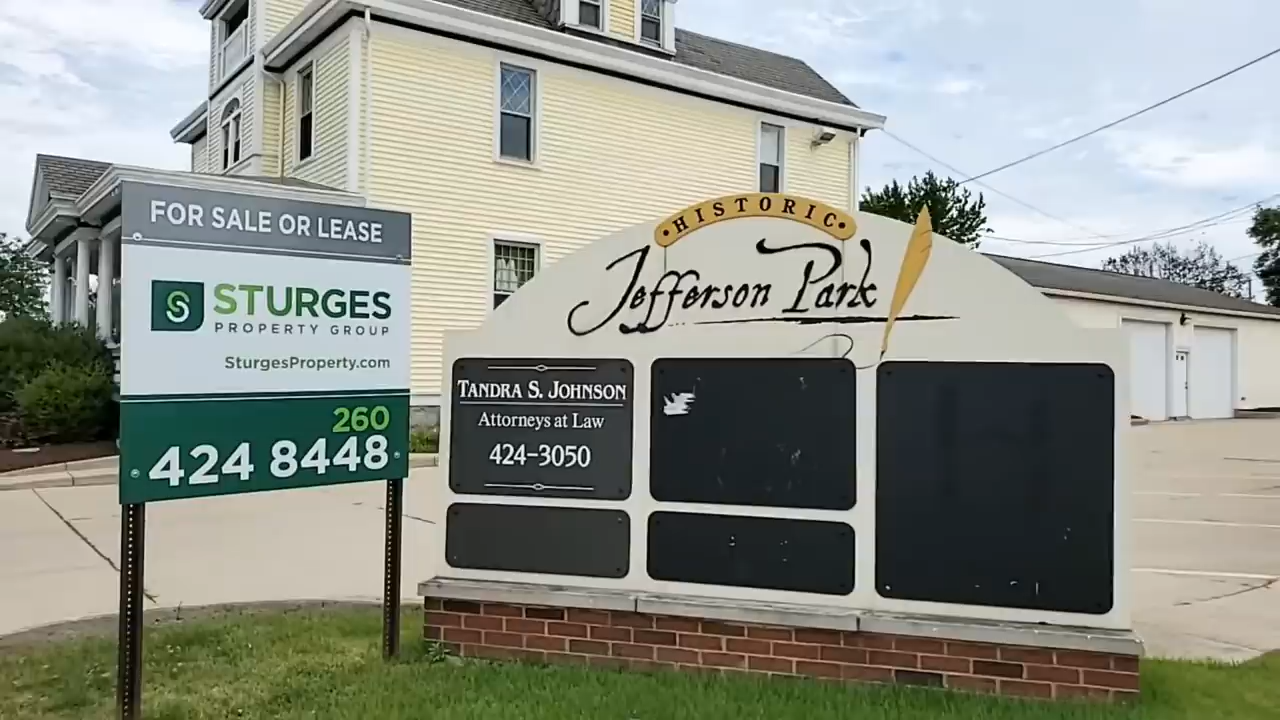 FOR SALE OR LEASE
S STURGES
PROPERTY GROUP
SturgesProperty.com
260
424 8448
• HISTORIC •
Jefferson Park
TANDRA S. JOHNSON
Attorneys at Law
424-3050